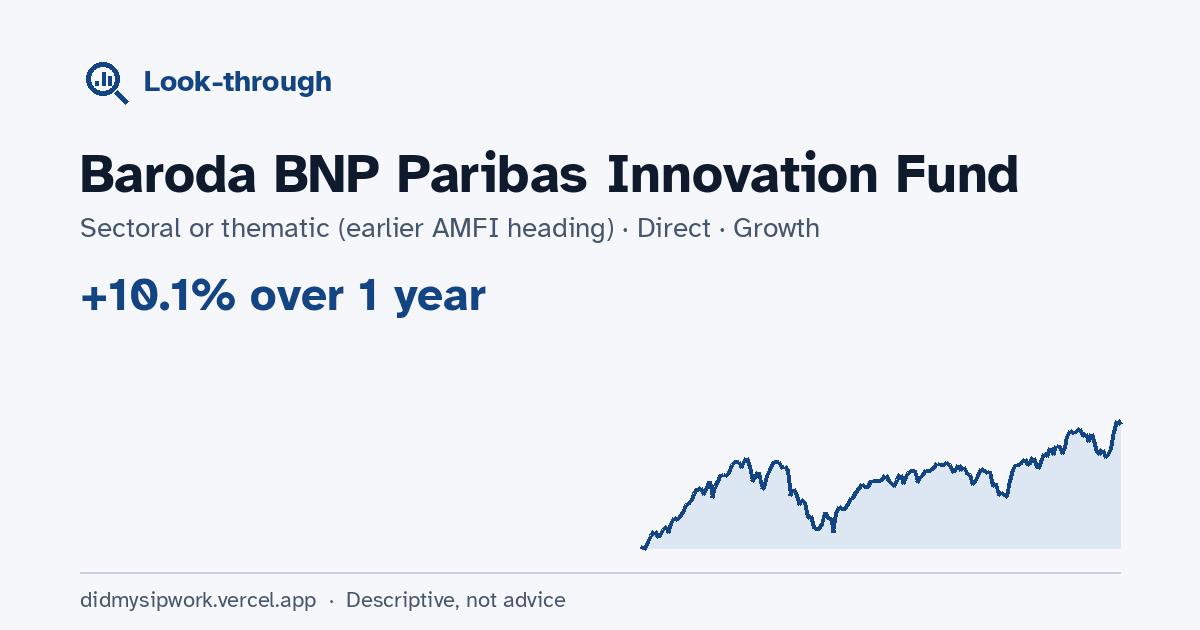 Look-through
Baroda BNP Paribas Innovation Fund
Sectoral or thematic (earlier AMFI heading) · Direct · Growth
+10.1% over 1 year
didmysipwork.vercel.app · Descriptive, not advice